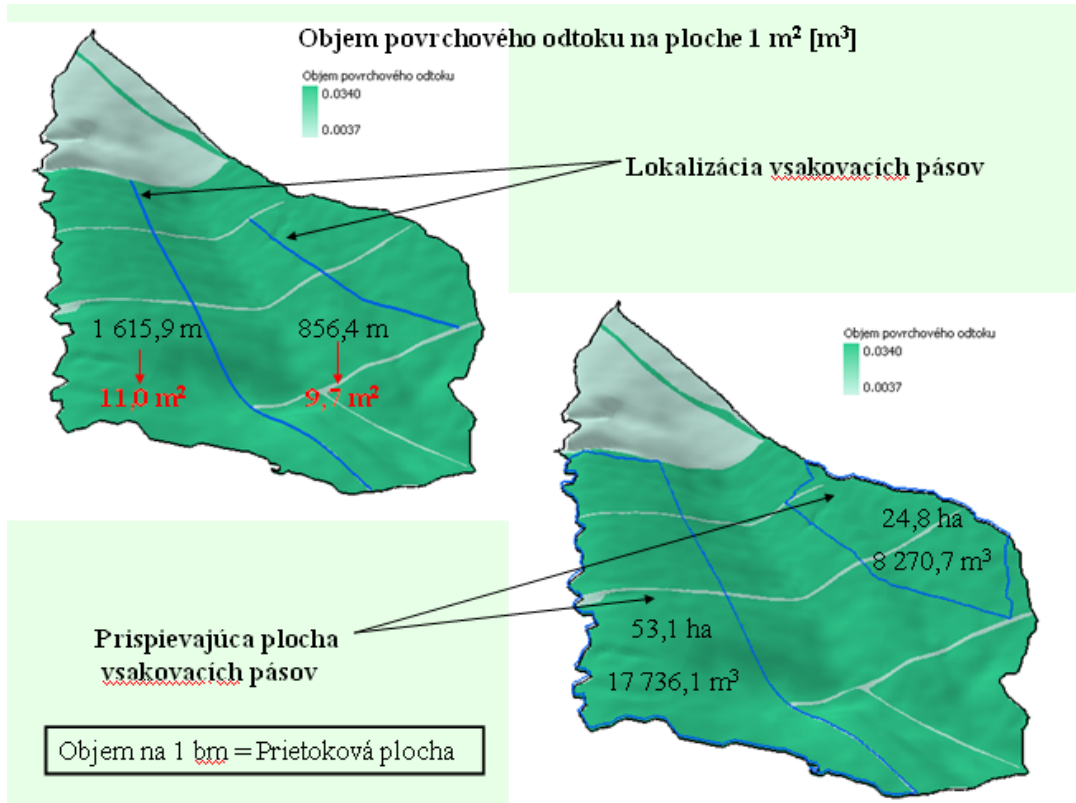 Objem povrchového odtoku na ploche 1 m² [m³]
Objem povrchového odtoku
0.0340
0.0037
Lokalizácia vsakovacích pásov
1 615,9 m
856,4 m
11,0 m²
9,7 m²
Objem povrchového odtoku
0.0340
0.0037
24,8 ha
8 270,7 m³
53,1 ha
17 736,1 m³
Prispievajúca plocha
vsakovacích pásov
Objem na 1 bm = Prietoková plocha